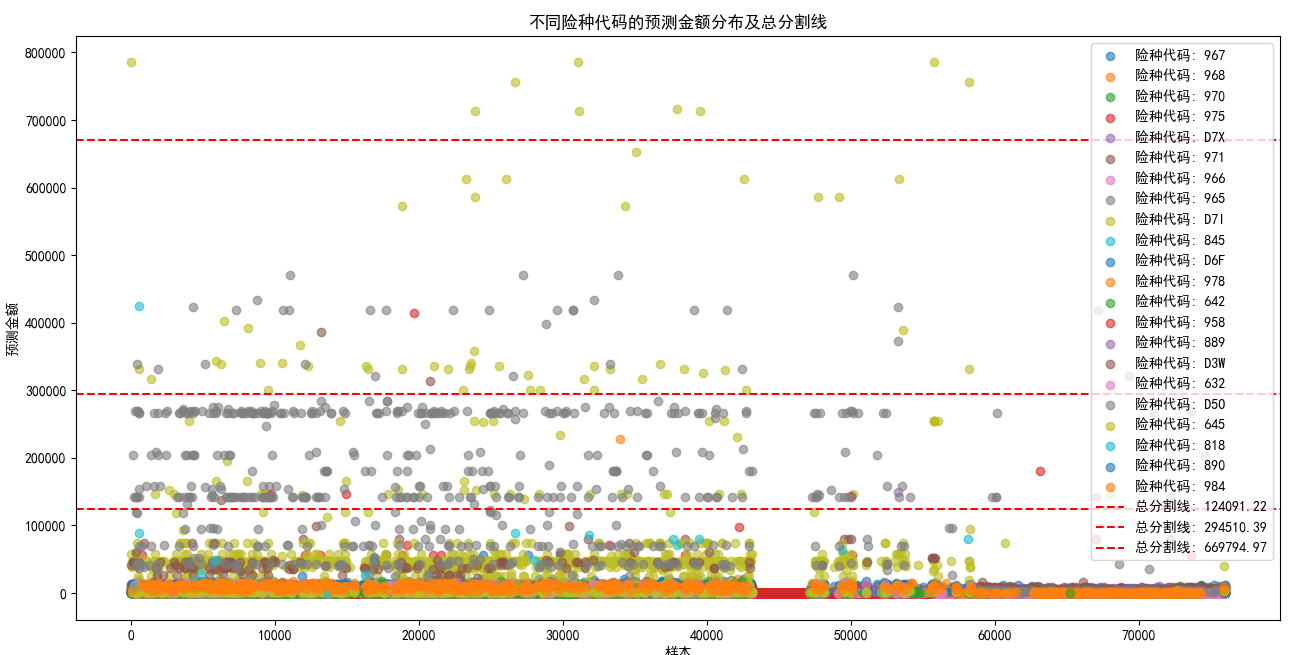 不同险种代码的预测金额分布及总分割线
预测金额
800000
700000
600000
500000
400000
300000
200000
100000
0
0
10000
20000
30000
40000
50000
60000
70000
样本
险种代码: 967
险种代码: 968
险种代码: 970
险种代码: 975
险种代码: D7X
险种代码: 971
险种代码: 966
险种代码: 965
险种代码: D7I
险种代码: 845
险种代码: D6F
险种代码: 978
险种代码: 642
险种代码: 958
险种代码: 889
险种代码: D3W
险种代码: 632
险种代码: D50
险种代码: 645
险种代码: 818
险种代码: 890
险种代码: 984
总分割线: 124091.22
总分割线: 294510.39
总分割线: 669794.97